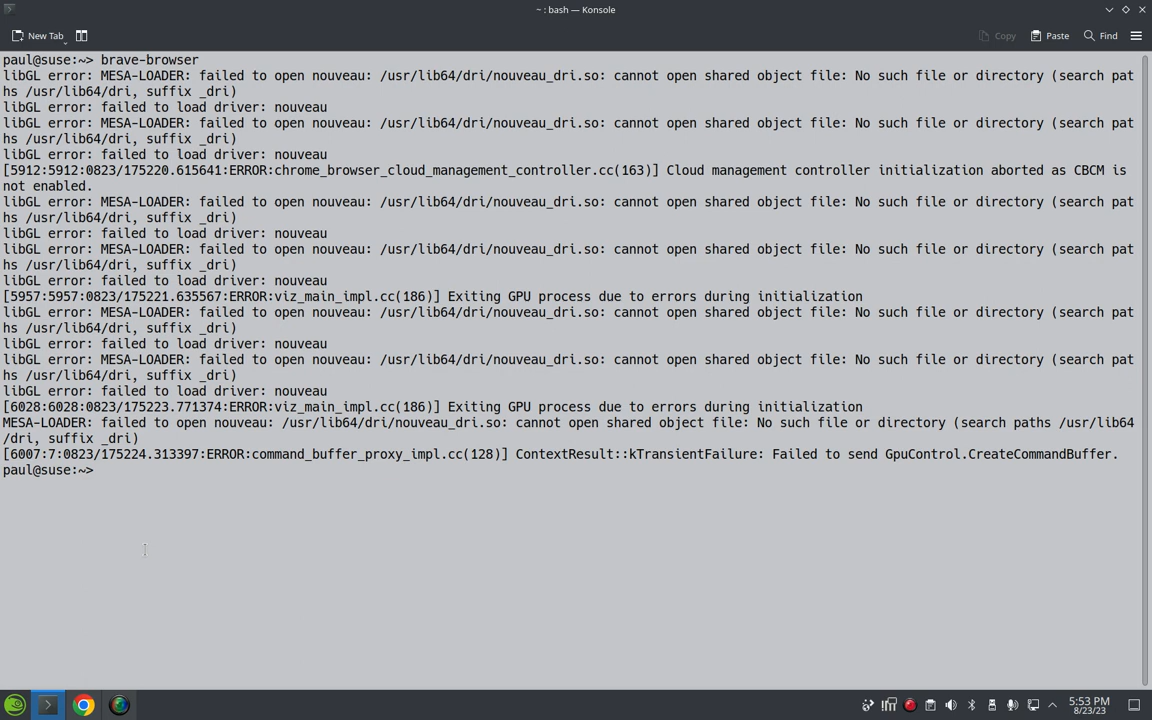 ~ : bash — Konsole
New Tab
Copy
Paste
Find
paul@suse:~> brave-browser
libGL error: MESA-LOADER: failed to open nouveau: /usr/lib64/dri/nouveau_dri.so: cannot open shared object file: No such file or directory (search pat
hs /usr/lib64/dri, suffix _dri)
libGL error: failed to load driver: nouveau
libGL error: MESA-LOADER: failed to open nouveau: /usr/lib64/dri/nouveau_dri.so: cannot open shared object file: No such file or directory (search pat
hs /usr/lib64/dri, suffix _dri)
libGL error: failed to load driver: nouveau
[5912:5912:0823/175220.615641:ERROR:chrome_browser_cloud_management_controller.cc(163)] Cloud management controller initialization aborted as CBCM is
not enabled.
libGL error: MESA-LOADER: failed to open nouveau: /usr/lib64/dri/nouveau_dri.so: cannot open shared object file: No such file or directory (search pat
hs /usr/lib64/dri, suffix _dri)
libGL error: failed to load driver: nouveau
libGL error: MESA-LOADER: failed to open nouveau: /usr/lib64/dri/nouveau_dri.so: cannot open shared object file: No such file or directory (search pat
hs /usr/lib64/dri, suffix _dri)
libGL error: failed to load driver: nouveau
[5957:5957:0823/175221.635567:ERROR:viz_main_impl.cc(186)] Exiting GPU process due to errors during initialization
libGL error: MESA-LOADER: failed to open nouveau: /usr/lib64/dri/nouveau_dri.so: cannot open shared object file: No such file or directory (search pat
hs /usr/lib64/dri, suffix _dri)
libGL error: failed to load driver: nouveau
libGL error: MESA-LOADER: failed to open nouveau: /usr/lib64/dri/nouveau_dri.so: cannot open shared object file: No such file or directory (search pat
hs /usr/lib64/dri, suffix _dri)
libGL error: failed to load driver: nouveau
[6028:6028:0823/175223.771374:ERROR:viz_main_impl.cc(186)] Exiting GPU process due to errors during initialization
MESA-LOADER: failed to open nouveau: /usr/lib64/dri/nouveau_dri.so: cannot open shared object file: No such file or directory (search paths /usr/lib64
/dri, suffix _dri)
[6007:7:0823/175224.313397:ERROR:command_buffer_proxy_impl.cc(128)] ContextResult::kTransientFailure: Failed to send GpuControl.CreateCommandBuffer.
paul@suse:~>
5:53 PM
8/23/23